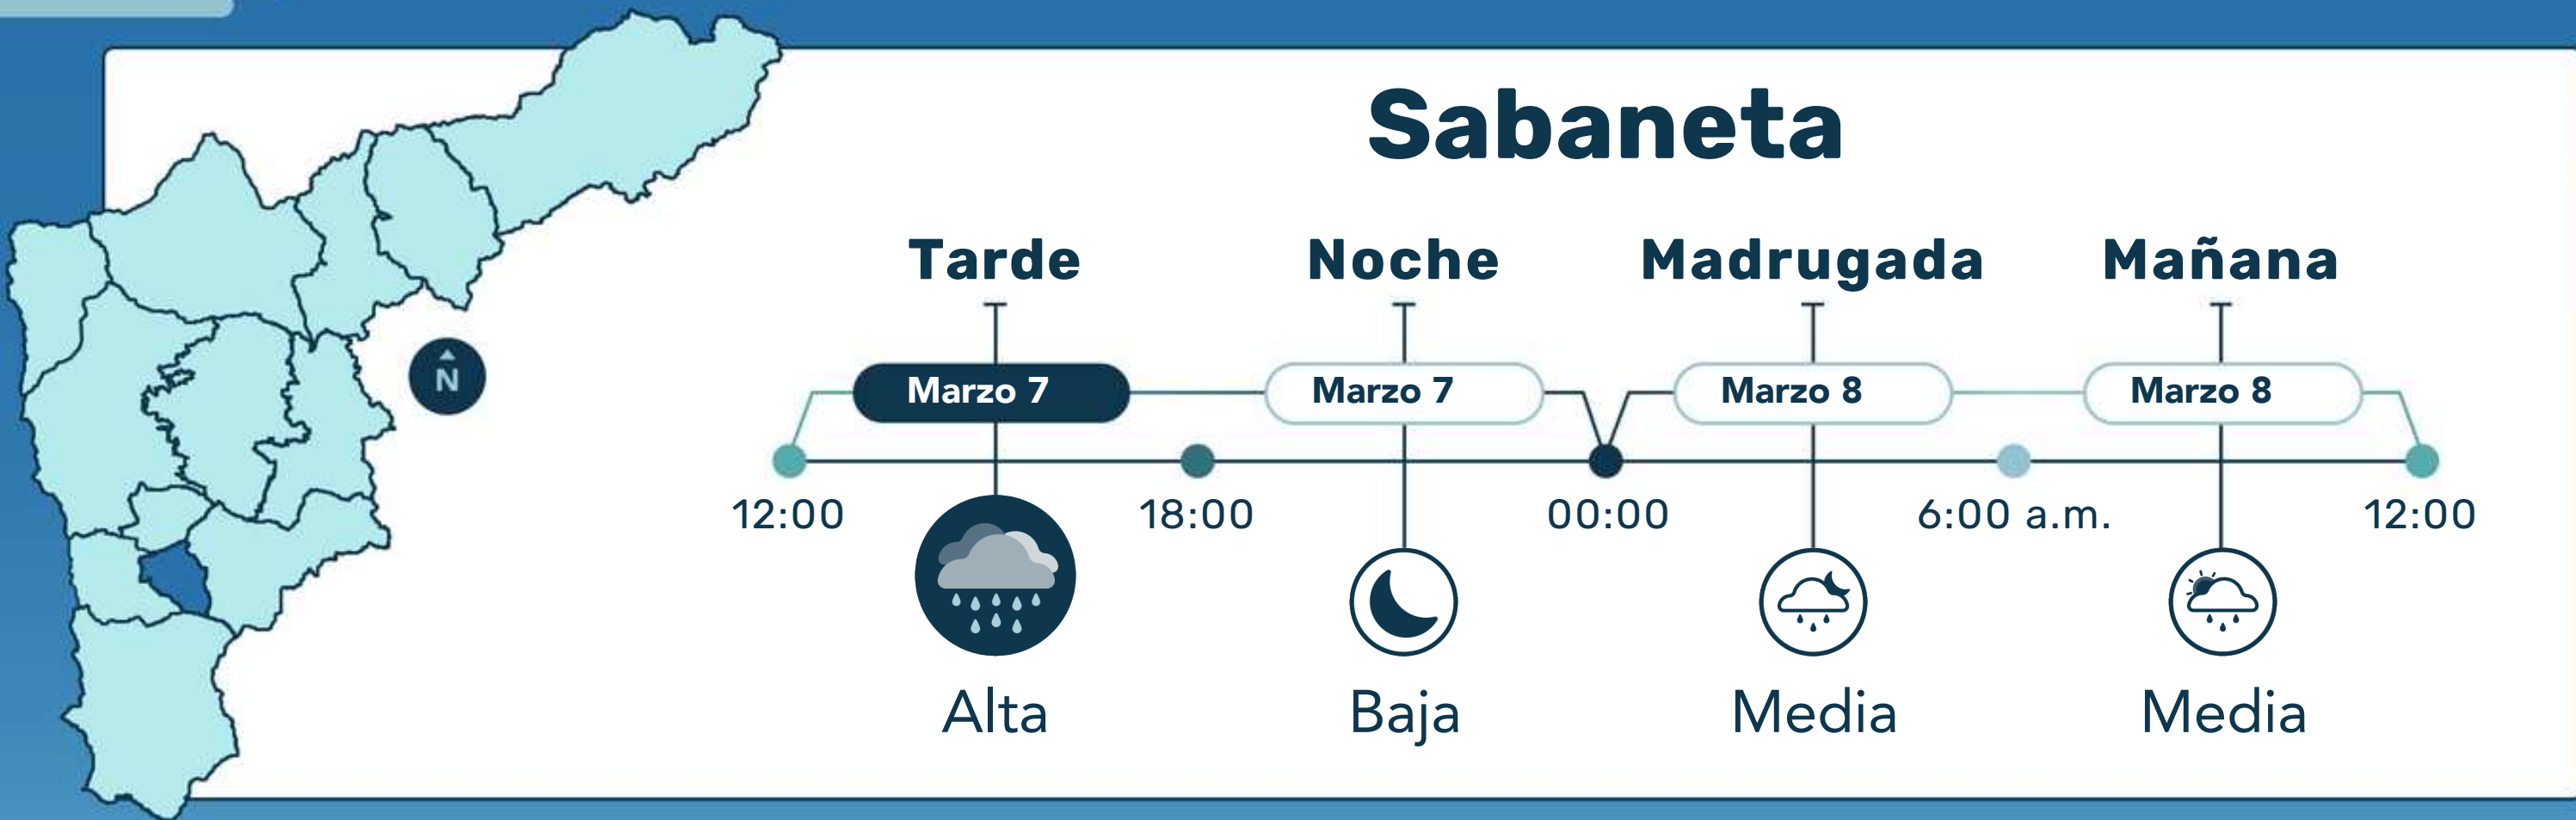 Sabaneta
Tarde Noche Madrugada Mañana
Marzo 7 Marzo 7 Marzo 8 Marzo 8
N
12:00 18:00 00:00 6:00 a.m. 12:00
Alta Baja Media Media